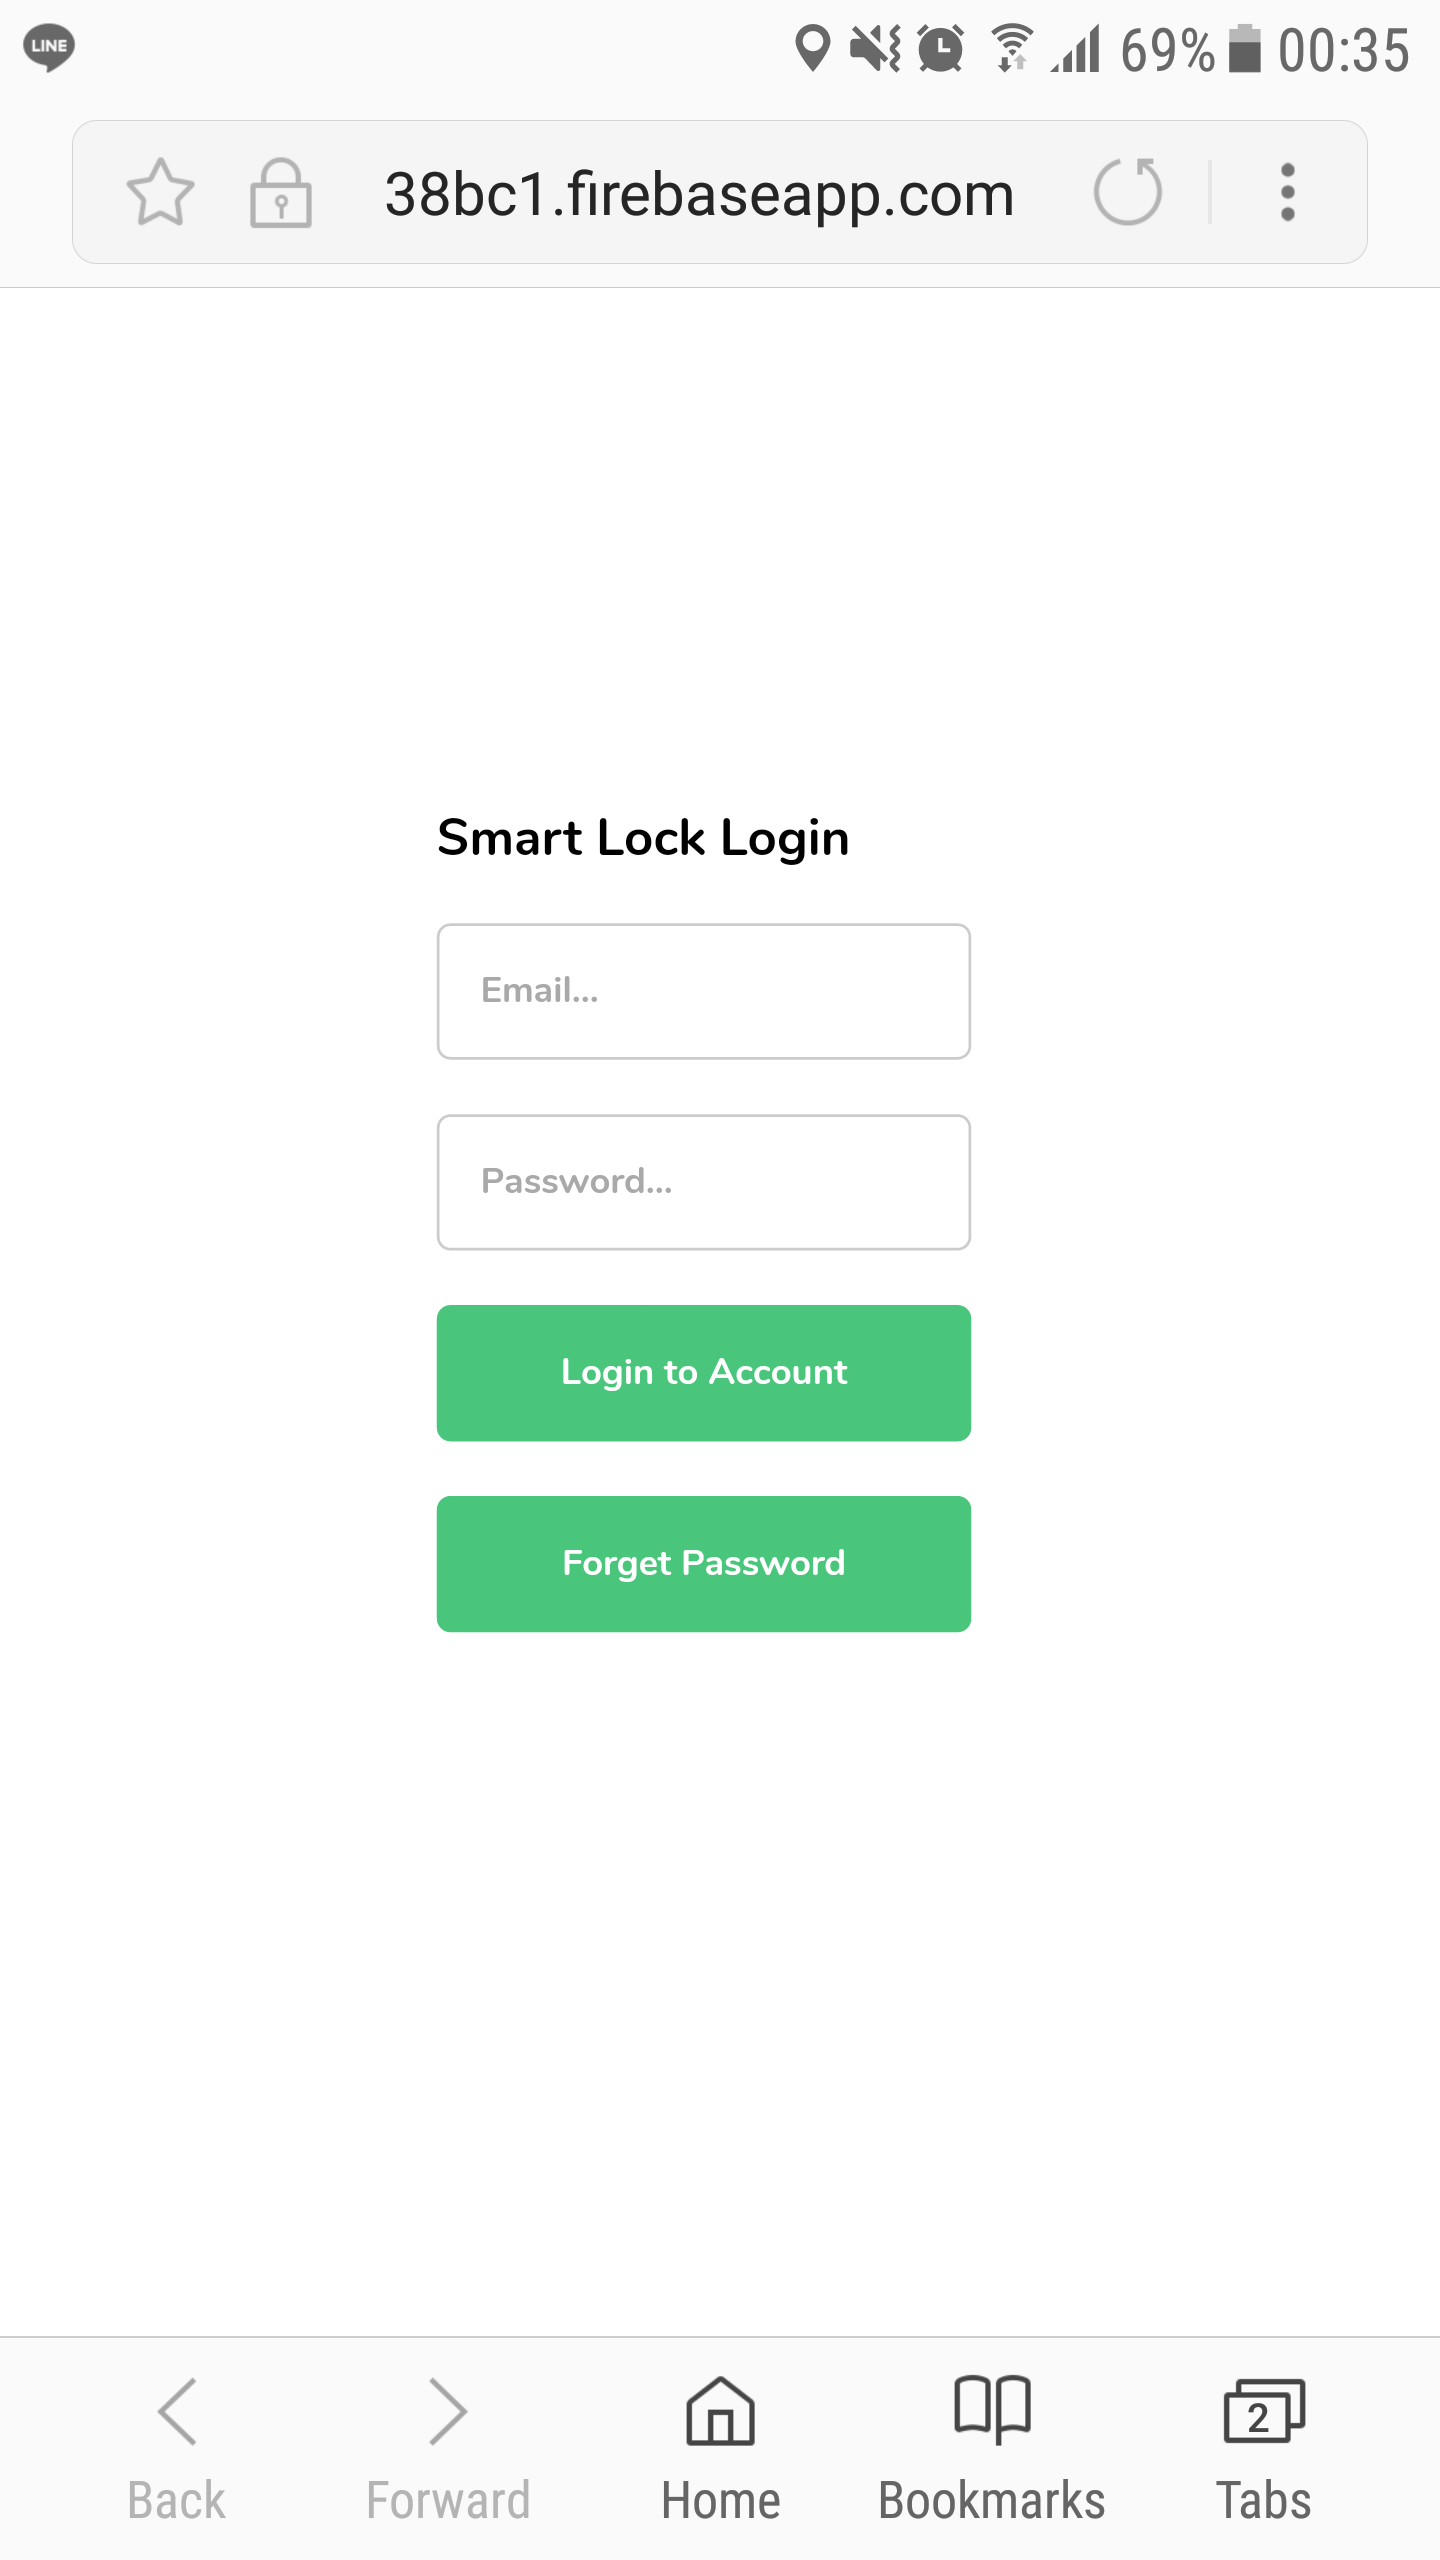 LINE 69% 00:35
38bc1.firebaseapp.com
Smart Lock Login
Email...
Password...
Login to Account
Forget Password
2
Back Forward Home Bookmarks Tabs